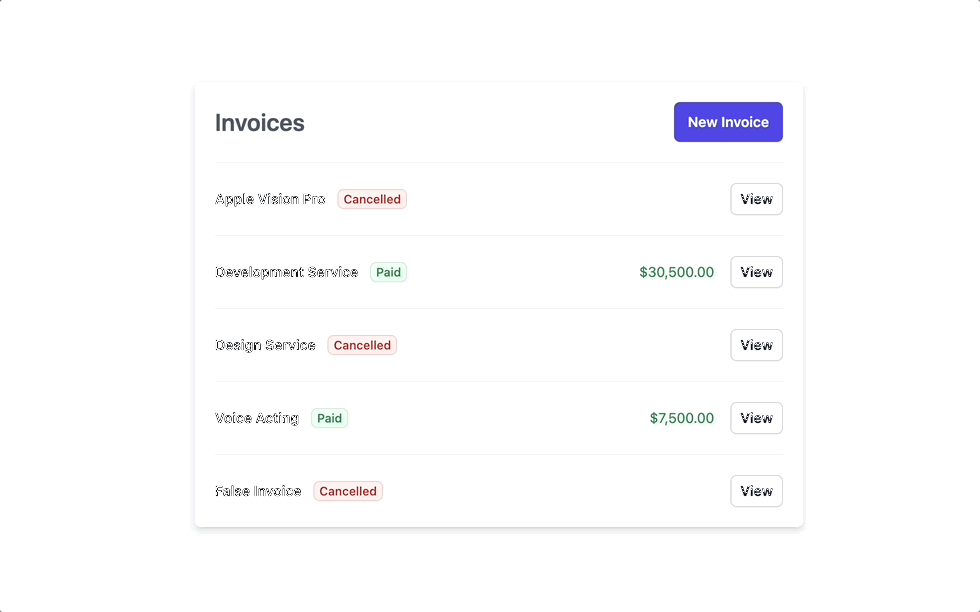 Invoices
New Invoice
Apple Vision Pro Cancelled View
Development Service Paid $30,500.00 View
Design Service Cancelled View
Voice Acting Paid $7,500.00 View
False Invoice Cancelled View